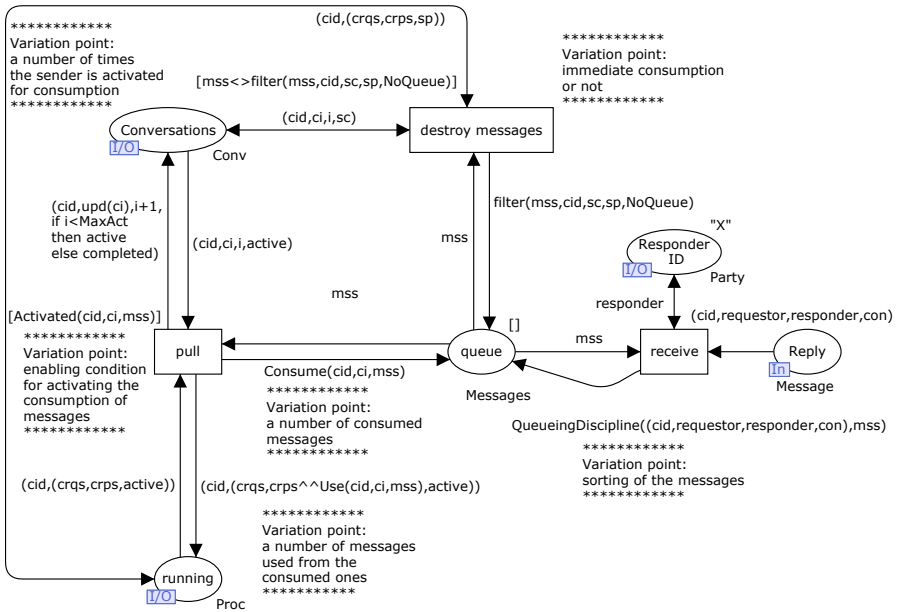 (cid,(crqs,crps,sp))
************
Variation point:
a number of times
the sender is activated
for consumption
************
************
Variation point:
immediate consumption
or not
************
[mss<>filter(mss,cid,sc,sp,NoQueue)]
Conversations
I/O
Conv
(cid,ci,i,sc)
destroy messages
(cid,upd(ci),i+1,
if i<MaxAct
then active
else completed)
(cid,ci,i,active)
filter(mss,cid,sc,sp,NoQueue)
mss
"X"
Responder
ID
I/O
Party
mss
responder
(cid,requestor,responder,con)
[Activated(cid,ci,mss)]
[]
************
Variation point:
enabling condition
for activating the
consumption of
messages
************
pull
queue
Messages
mss
receive
Reply
In
Message
Consume(cid,ci,mss)
************
Variation point:
a number of consumed
messages
************
QueueingDiscipline((cid,requestor,responder,con),mss)
************
Variation point:
sorting of the messages
************
(cid,(crqs,crps,active))
(cid,(crqs,crps^^Use(cid,ci,mss),active))
************
Variation point:
a number of messages
used from the
consumed ones
***********
running
I/O
Proc